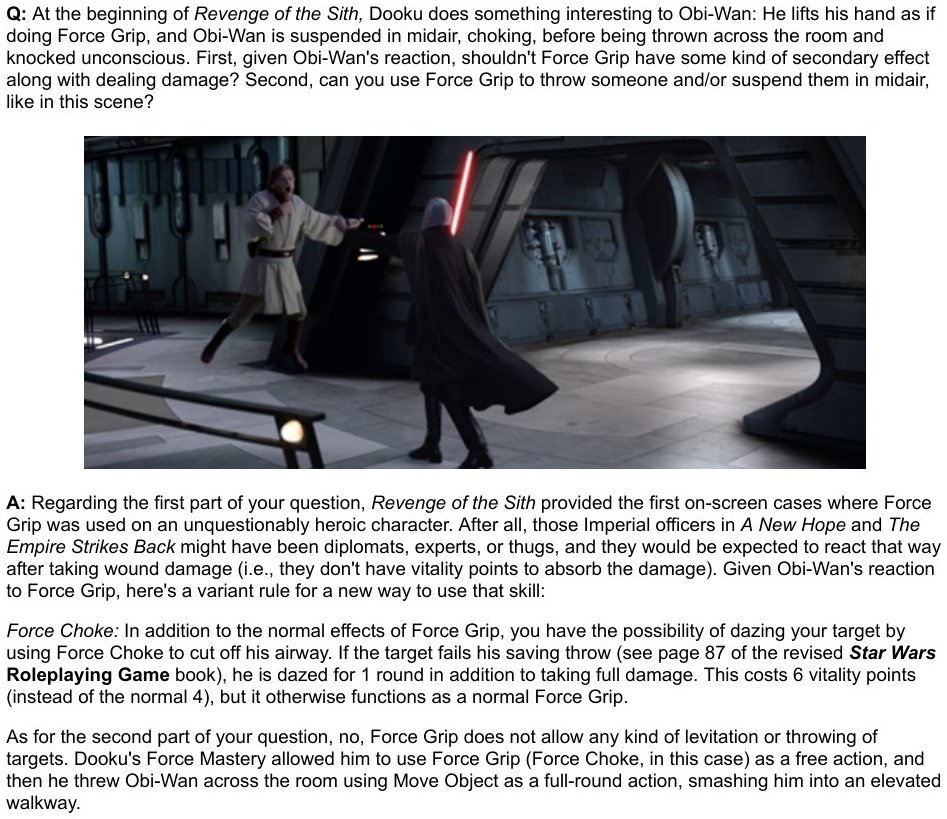 Q: At the beginning of Revenge of the Sith, Dooku does something interesting to Obi-Wan: He lifts his hand as if
doing Force Grip, and Obi-Wan is suspended in midair, choking, before being thrown across the room and
knocked unconscious. First, given Obi-Wan's reaction, shouldn't Force Grip have some kind of secondary effect
along with dealing damage? Second, can you use Force Grip to throw someone and/or suspend them in midair,
like in this scene?
A: Regarding the first part of your question, Revenge of the Sith provided the first on-screen cases where Force
Grip was used on an unquestionably heroic character. After all, those Imperial officers in A New Hope and The
Empire Strikes Back might have been diplomats, experts, or thugs, and they would be expected to react that way
after taking wound damage (i.e., they don't have vitality points to absorb the damage). Given Obi-Wan's reaction
to Force Grip, here's a variant rule for a new way to use that skill:
Force Choke: In addition to the normal effects of Force Grip, you have the possibility of dazing your target by
using Force Choke to cut off his airway. If the target fails his saving throw (see page 87 of the revised Star Wars
Roleplaying Game book), he is dazed for 1 round in addition to taking full damage. This costs 6 vitality points
(instead of the normal 4), but it otherwise functions as a normal Force Grip.
As for the second part of your question, no, Force Grip does not allow any kind of levitation or throwing of
targets. Dooku's Force Mastery allowed him to use Force Grip (Force Choke, in this case) as a free action, and
then he threw Obi-Wan across the room using Move Object as a full-round action, smashing him into an elevated
walkway.